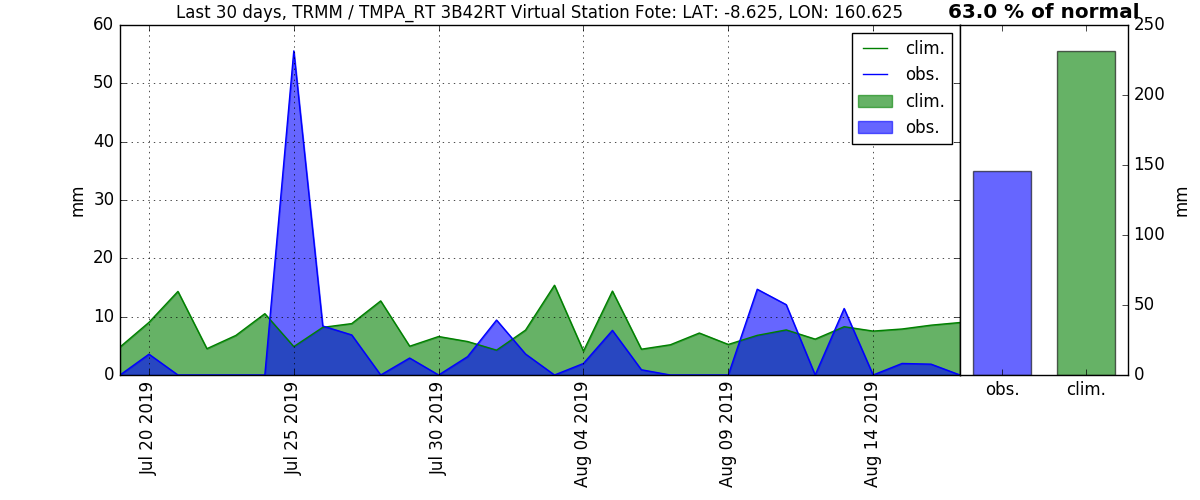 Last 30 days, TRMM / TMPA_RT 3B42RT Virtual Station Fote: LAT: -8.625, LON: 160.625
63.0 % of normal
60
50
40
30
20
10
0
mm
clim.
obs.
clim.
obs.
250
200
150
100
50
0
mm
Jul 20 2019
Jul 25 2019
Jul 30 2019
Aug 04 2019
Aug 09 2019
Aug 14 2019
obs.
clim.